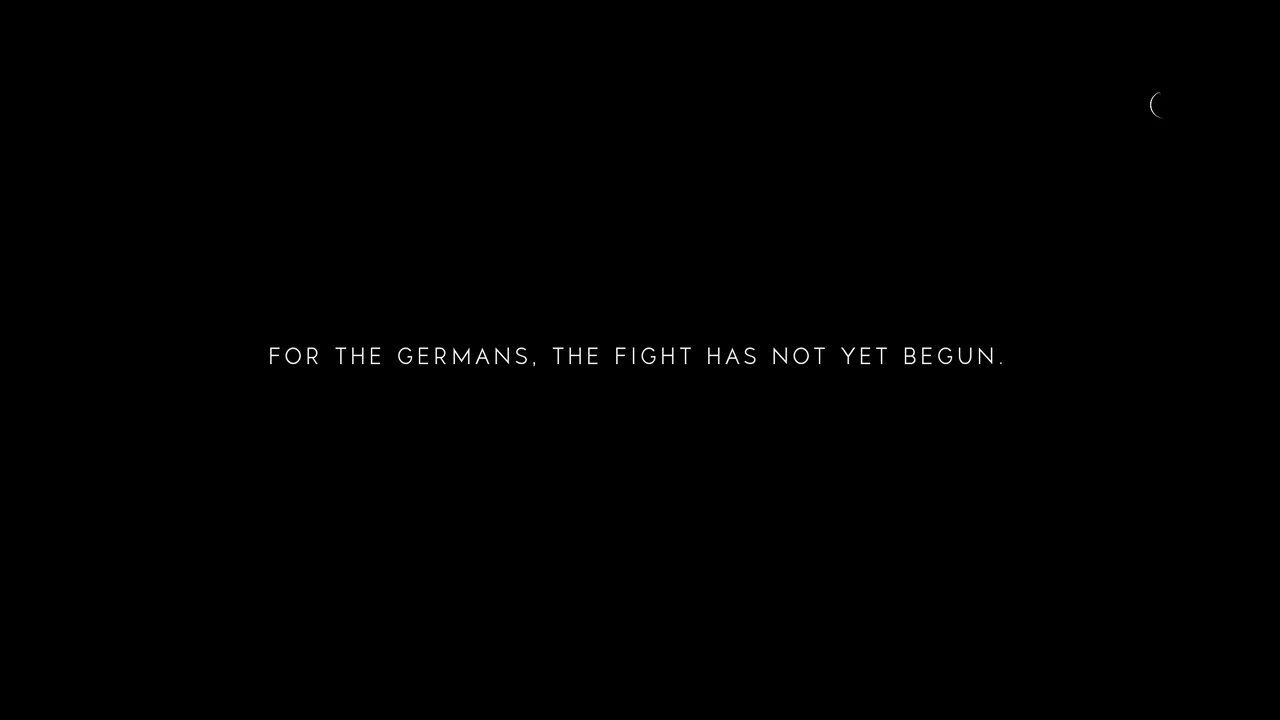 FOR THE GERMANS, THE FIGHT HAS NOT YET BEGUN.